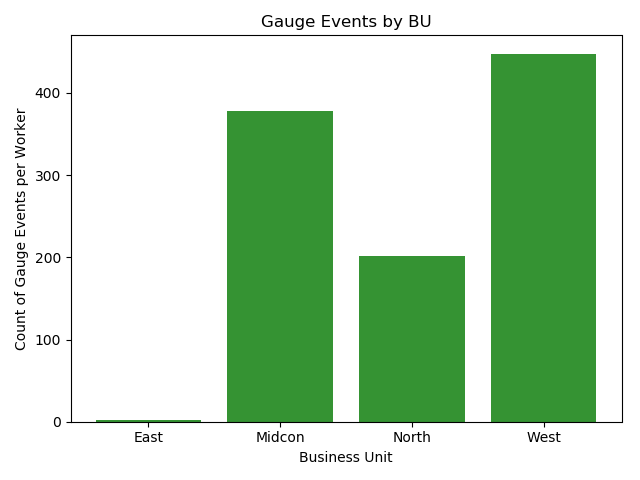 Gauge Events by BU
Count of Gauge Events per Worker
400
300
200
100
0
East Midcon North West
Business Unit